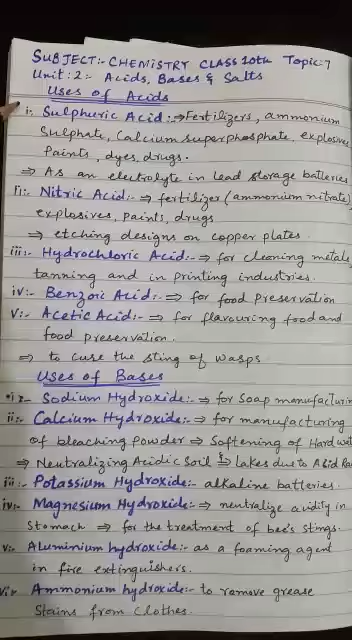 SUBJECT:- CHEMISTRY CLASS 10th Topic:-7
Unit:2:- Acids, Bases & Salts
Uses of Acids
i:- Sulphuric Acid:-⇒ Fertilizers, ammonium
Sulphate, Calcium superphosphate, explosives
Paints, dyes, drugs.
⇒ As an electrolyte in lead storage batteries
ii:- Nitric Acid:-⇒ fertilizer (ammonium nitrate)
explosives, paints, drugs
⇒ etching designs on copper plates.
iii:- Hydrochloric Acid:-⇒ for cleaning metals
tanning and in printing industries.
iv:- Benzoic Acid:-⇒ for food preservation
v:- Acetic Acid:-⇒ for flavouring food and
food preservation.
⇒ to cure the sting of wasps.
Uses of Bases
i:- Sodium Hydroxide:-⇒ for soap manufacturin
ii:- Calcium Hydroxide:-⇒ for manufacturing
of bleaching powder ⇒ Softening of Hard wat
⇒ Neutralizing Acidic Soil & lakes due to Acid Ra
iii:- Potassium Hydroxide:- alkaline batteries.
iv:- Magnesium Hydroxide:-⇒ neutralize acidity in
Stomach ⇒ for the treatment of bee's stings.
v:- Aluminium hydroxide:- as a foaming agent
in fire extinguishers.
vi:- Ammonium hydroxide:- to remove grease
Stains from clothes.